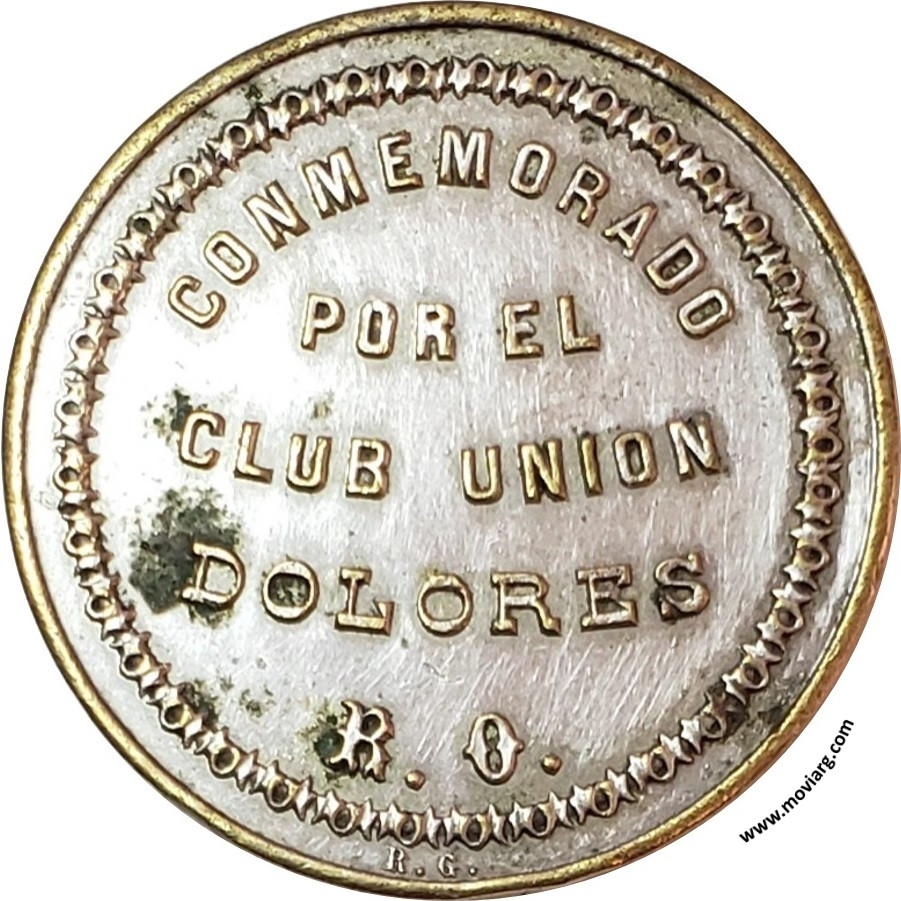 CONMEMORADO
POR EL
CLUB UNION
DOLORES
R. O.
R. G.
www.moviarg.com